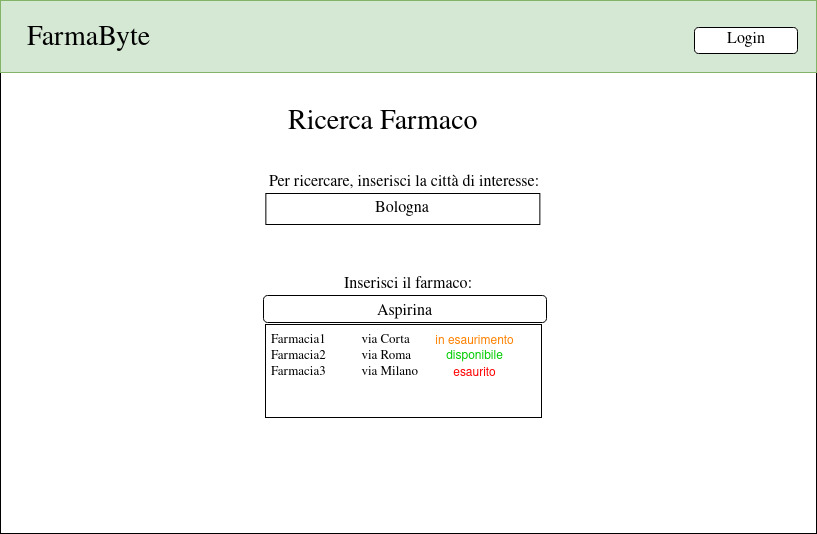 FarmaByte
Login
Ricerca Farmaco
Per ricercare, inserisci la città di interesse:
Bologna
Inserisci il farmaco:
Aspirina
Farmacia1 via Corta in esaurimento
Farmacia2 via Roma disponibile
Farmacia3 via Milano esaurito